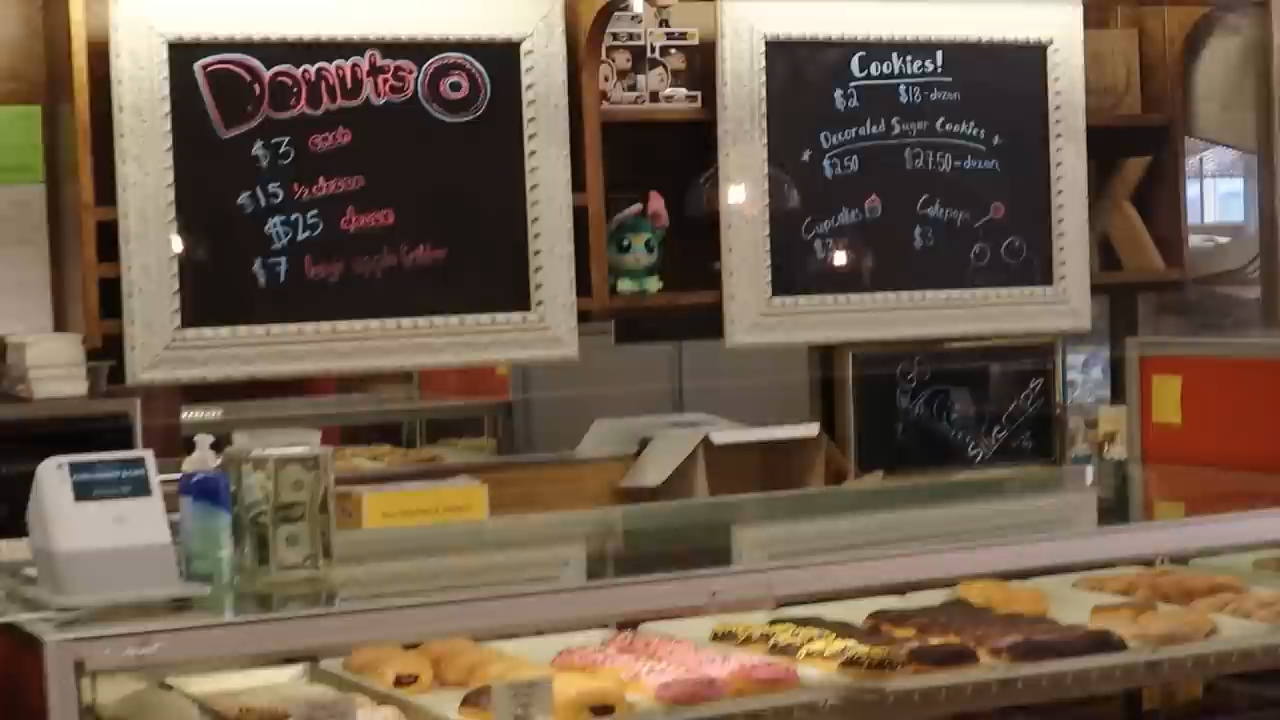 Donuts
$3 each
$15 1/2 dozen
$25 dozen
$7 large apple fritter
Cookies!
$2 $18-dozen
Decorated Sugar Cookies
$2.50 $27.50-dozen
Cupcakes Cakepops
$3 $3